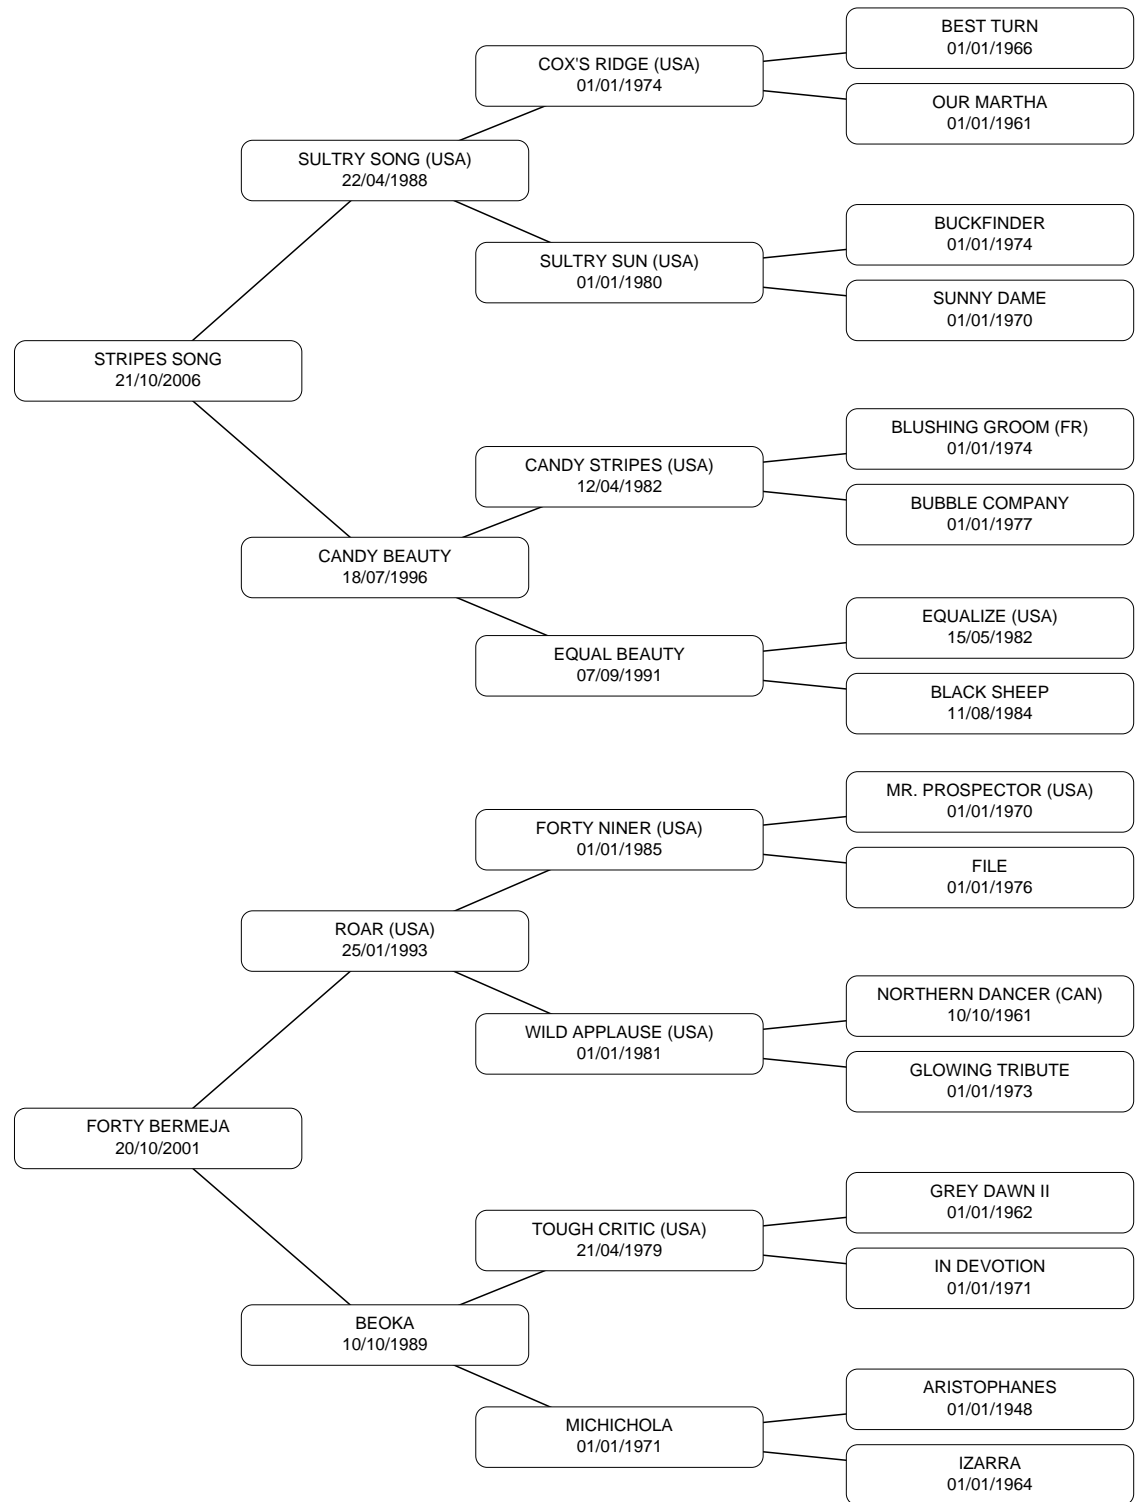 BEST TURN
01/01/1966
COX'S RIDGE (USA)
01/01/1974
OUR MARTHA
01/01/1961
SULTRY SONG (USA)
22/04/1988
BUCKFINDER
01/01/1974
SULTRY SUN (USA)
01/01/1980
SUNNY DAME
01/01/1970
STRIPES SONG
21/10/2006
BLUSHING GROOM (FR)
01/01/1974
CANDY STRIPES (USA)
12/04/1982
BUBBLE COMPANY
01/01/1977
CANDY BEAUTY
18/07/1996
EQUALIZE (USA)
15/05/1982
EQUAL BEAUTY
07/09/1991
BLACK SHEEP
11/08/1984
MR. PROSPECTOR (USA)
01/01/1970
FORTY NINER (USA)
01/01/1985
FILE
01/01/1976
ROAR (USA)
25/01/1993
NORTHERN DANCER (CAN)
10/10/1961
WILD APPLAUSE (USA)
01/01/1981
GLOWING TRIBUTE
01/01/1973
FORTY BERMEJA
20/10/2001
GREY DAWN II
01/01/1962
TOUGH CRITIC (USA)
21/04/1979
IN DEVOTION
01/01/1971
BEOKA
10/10/1989
ARISTOPHANES
01/01/1948
MICHICHOLA
01/01/1971
IZARRA
01/01/1964